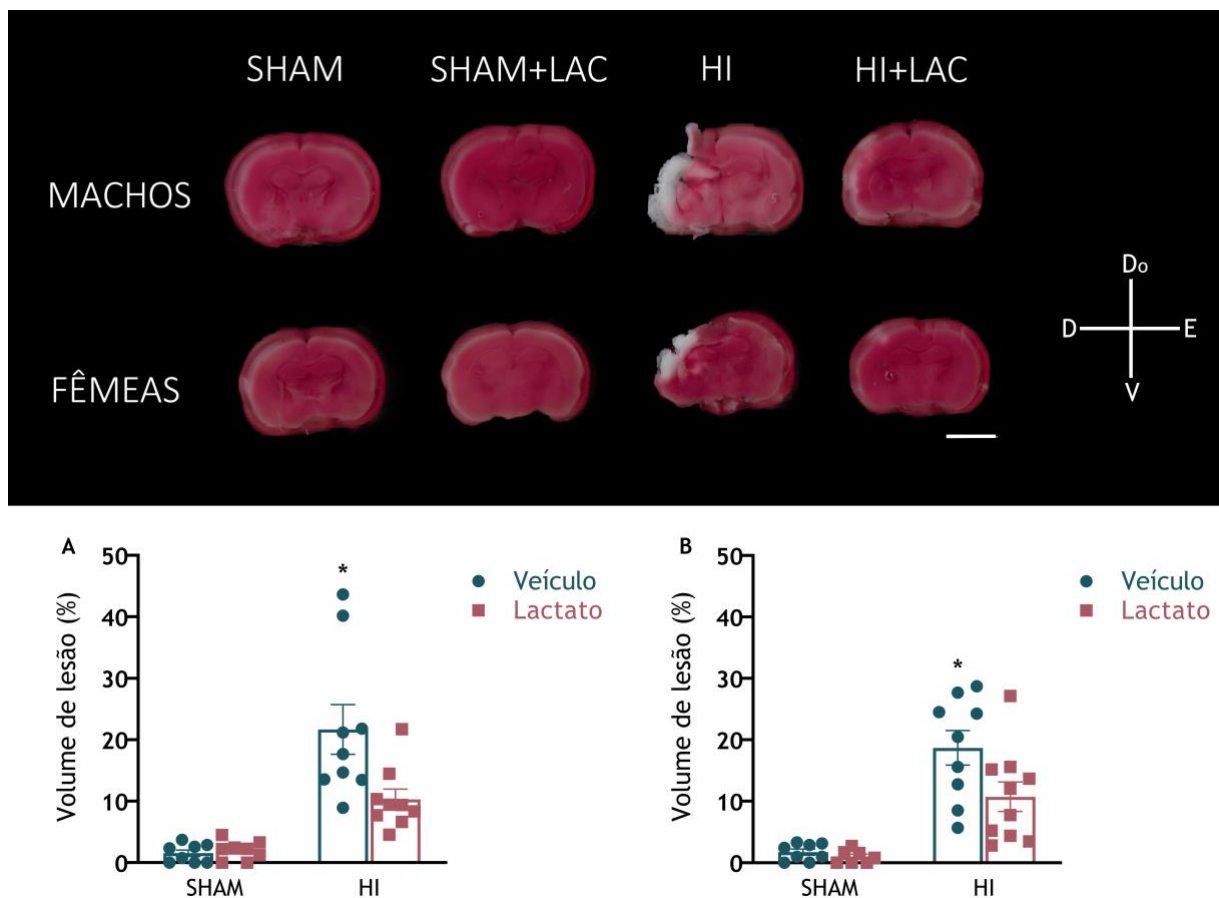 SHAM SHAM+LAC HI HI+LAC
MACHOS
Do
D E
V
FÊMEAS
A
50
40
30
20
10
0
Volume de lesão (%)
*
Veículo
Lactato
SHAM HI
B
50
40
30
20
10
0
Volume de lesão (%)
*
Veículo
Lactato
SHAM HI